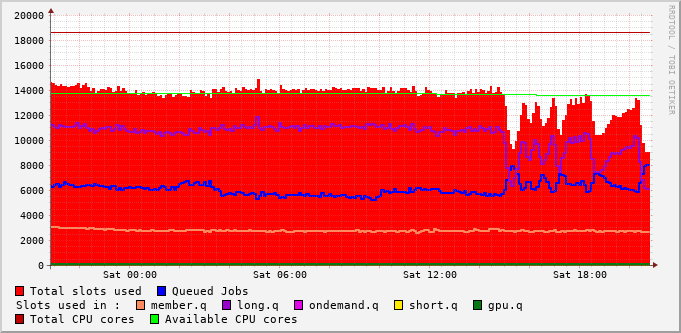 20000
18000
16000
14000
12000
10000
8000
6000
4000
2000
0
Sat 00:00 Sat 06:00 Sat 12:00 Sat 18:00
RRDTOOL / TOBI OETIKER
Total slots used Queued Jobs
Slots used in : member.q long.q ondemand.q short.q gpu.q
Total CPU cores Available CPU cores